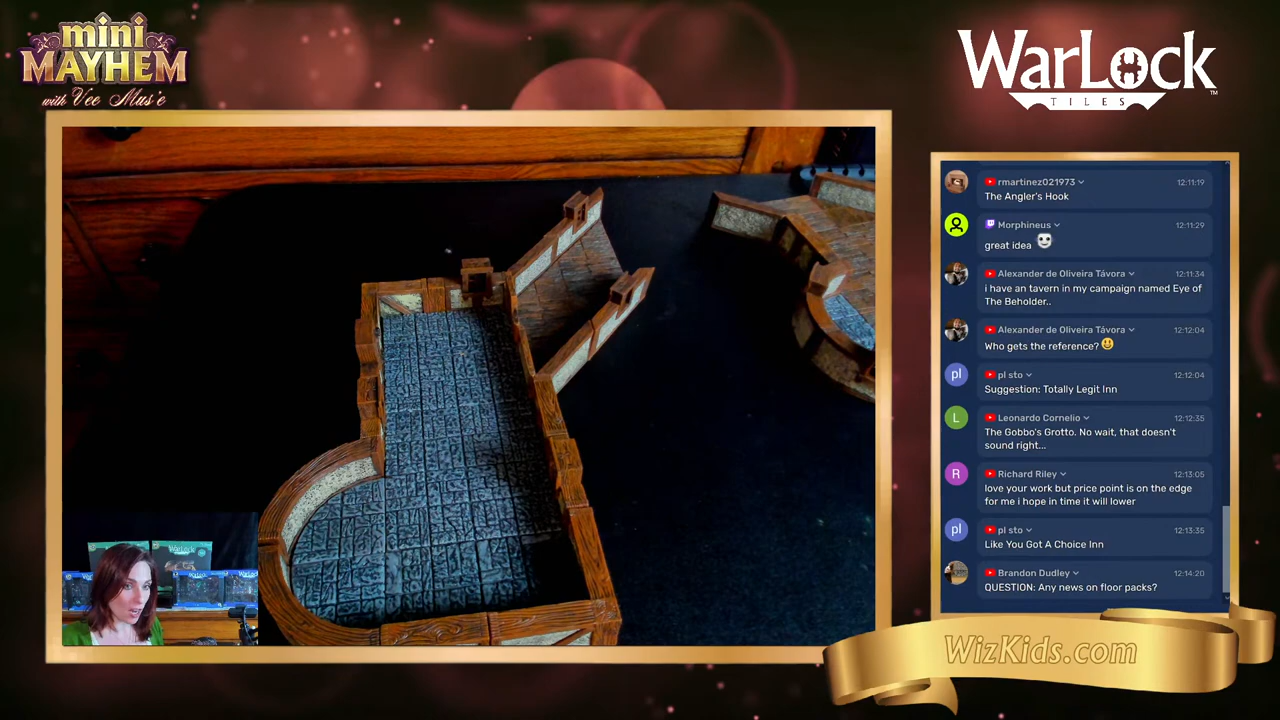 mini
MAYHEM
with Vee Mus'e
WARLOCK™
TILES
rmartinez021973 12:11:19
The Angler's Hook
Morphineus 12:11:29
great idea
Alexander de Oliveira Távora 12:11:34
i have an tavern in my campaign named Eye of
The Beholder..
Alexander de Oliveira Távora 12:12:04
Who gets the reference?
pl pl sto 12:12:04
Suggestion: Totally Legit Inn
L Leonardo Cornelio 12:12:35
The Gobbo's Grotto. No wait, that doesn't
sound right...
R Richard Riley 12:13:05
love your work but price point is on the edge
for me i hope in time it will lower
pl pl sto 12:13:35
Like You Got A Choice Inn
Brandon Dudley 12:14:20
QUESTION: Any news on floor packs?
WizKids.com
WarLock